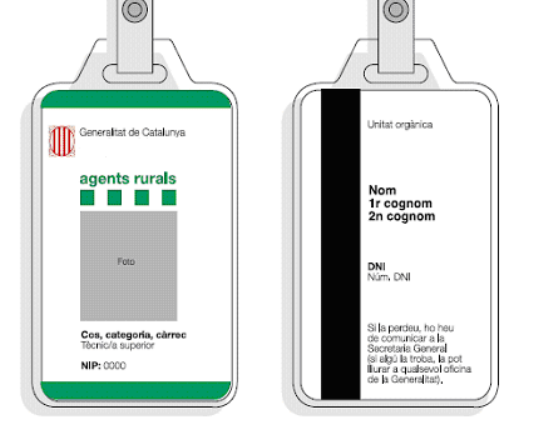 Generalitat de Catalunya
agents rurals
Foto
Cos, categoria, càrrec
Tècnic/a superior
NIP: 0000
Unitat orgànica
Nom
1r cognom
2n cognom
DNI
Núm. DNI
Si la perdeu, ho heu
de comunicar a la
Secretaria General
(si algú la troba, la pot
lliurar a qualsevol oficina
de la Generalitat).